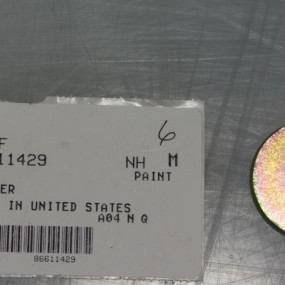 F
6
11429
NH M
PAINT
ER
IN UNITED STATES
A04 N Q
86611429